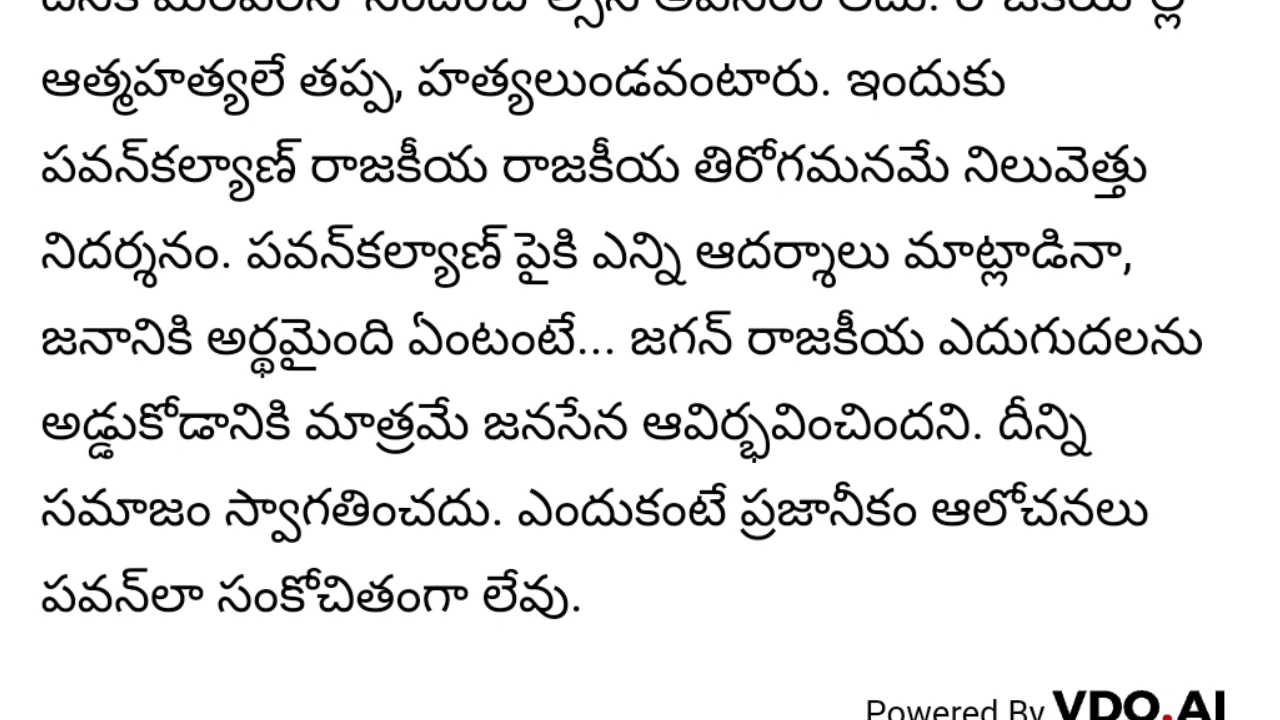 ఆత్మహత్యలే తప్ప, హత్యలుండవంటారు. ఇందుకు
పవన్‌కల్యాణ్ రాజకీయ రాజకీయ తిరోగమనమే నిలువెత్తు
నిదర్శనం. పవన్‌కల్యాణ్ పైకి ఎన్ని ఆదర్శాలు మాట్లాడినా,
జనానికి అర్థమైంది ఏంటంటే... జగన్ రాజకీయ ఎదుగుదలను
అడ్డుకోడానికి మాత్రమే జనసేన ఆవిర్భవించిందని. దీన్ని
సమాజం స్వాగతించదు. ఎందుకంటే ప్రజానీకం ఆలోచనలు
పవన్‌లా సంకోచితంగా లేవు.
Powered By VDO.AI